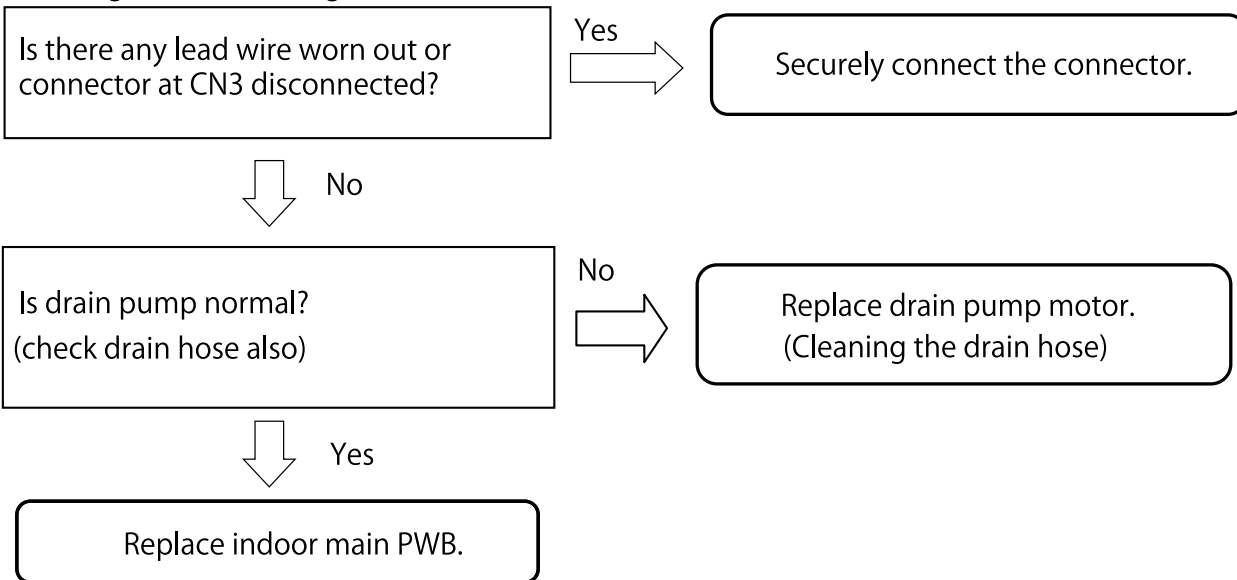 Is there any lead wire worn out or
connector at CN3 disconnected?
Yes
Securely connect the connector.
No
Is drain pump normal?
(check drain hose also)
No
Replace drain pump motor.
(Cleaning the drain hose)
Yes
Replace indoor main PWB.